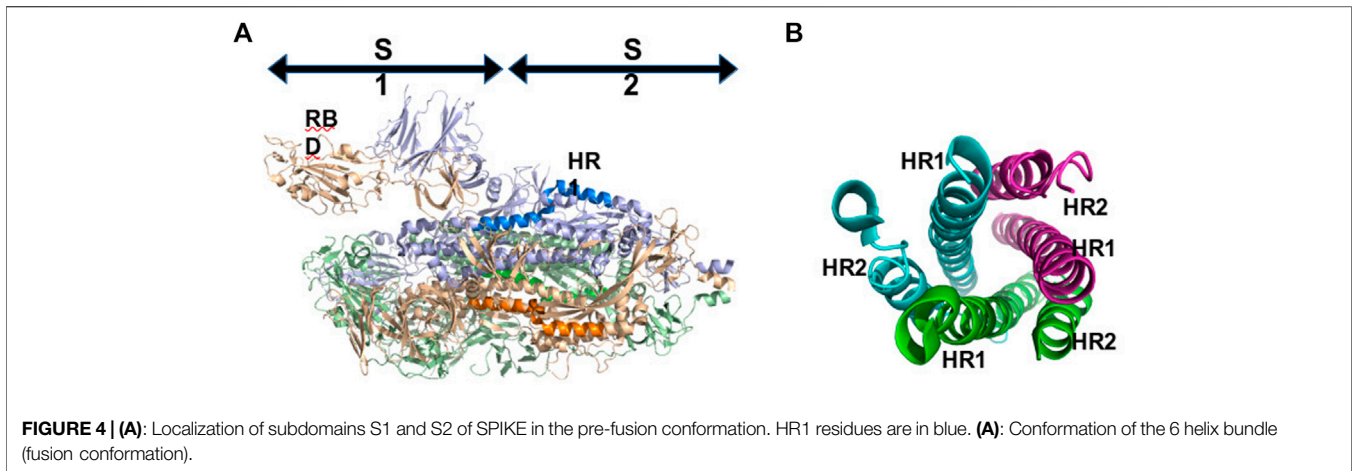 A
B
S
S
1
2
RB
D
HR
1
HR1
HR2
HR1
HR2
HR1
HR2
FIGURE 4 | (A): Localization of subdomains S1 and S2 of SPIKE in the pre-fusion conformation. HR1 residues are in blue. (A): Conformation of the 6 helix bundle
(fusion conformation).